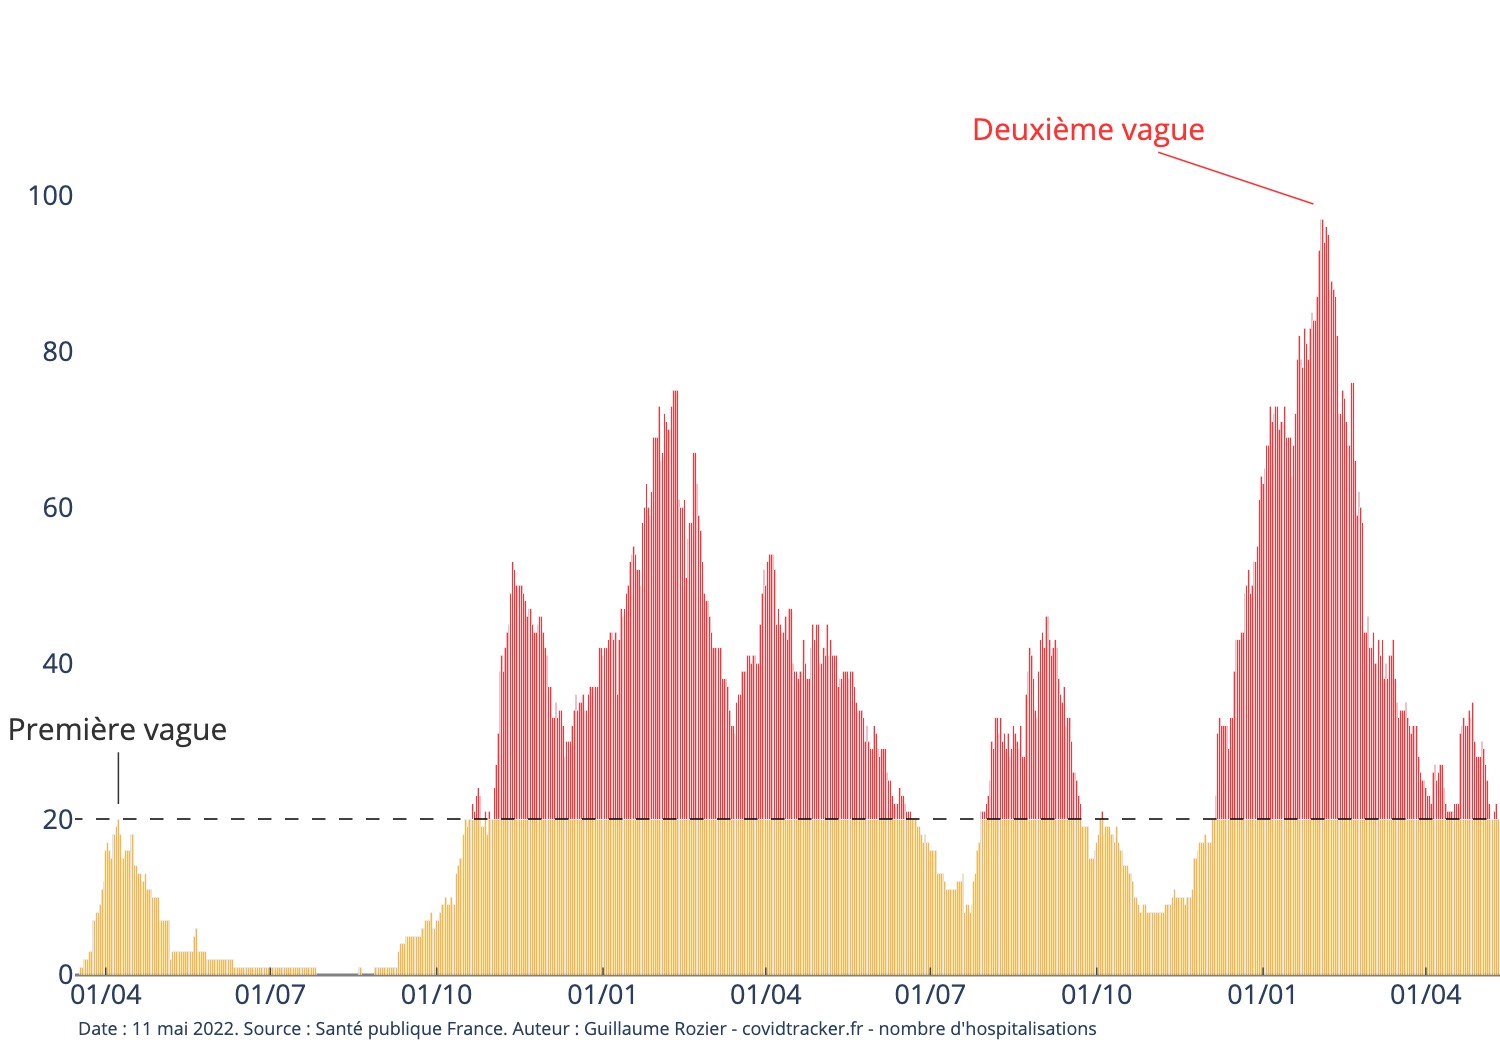 Deuxième vague
100
80
60
40
Première vague
20
0
01/04 01/07 01/10 01/01 01/04 01/07 01/10 01/01 01/04
Date : 11 mai 2022. Source : Santé publique France. Auteur : Guillaume Rozier - covidtracker.fr - nombre d'hospitalisations